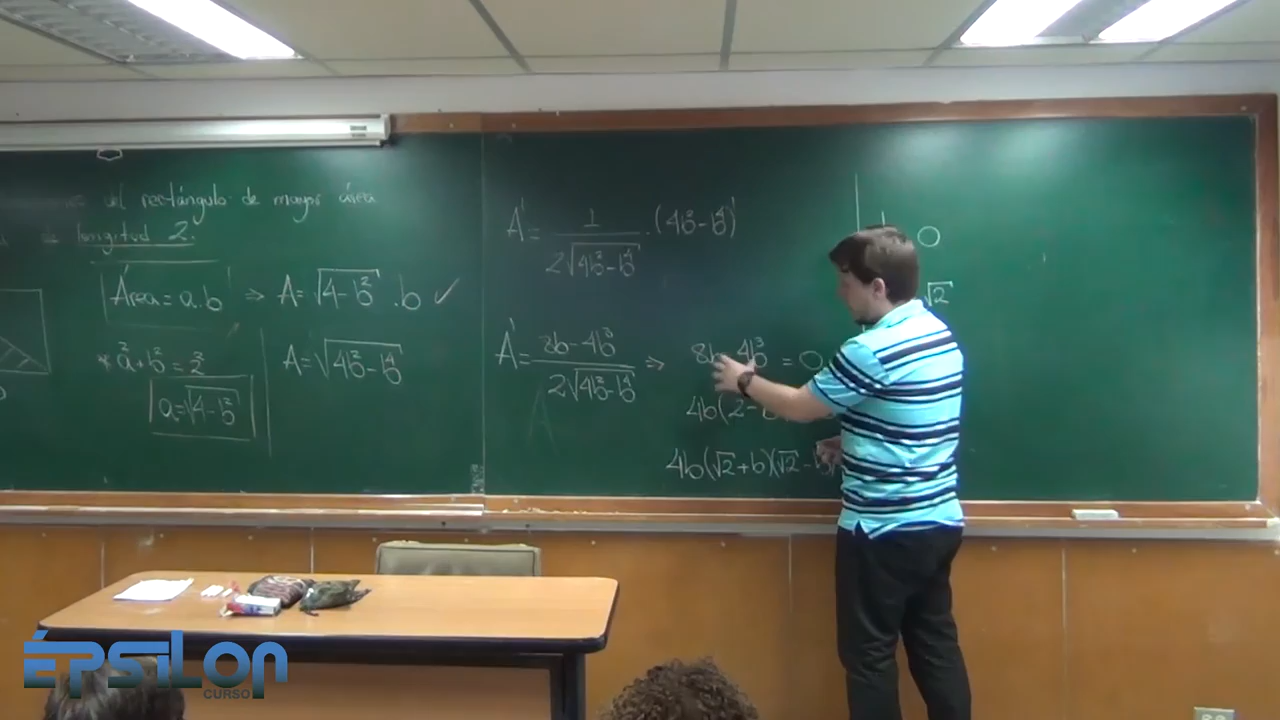 del rectángulo de mayor área
longitud 2.
Área = a.b ⇒ A = √(4-b²) .b ✓
* a² + b² = 2²
a = √(4-b²)
A = √(4b²-b⁴)
A' = 1/(2√(4b²-b⁴)) . (4b²-b⁴)'
A' = (8b-4b³)/(2√(4b²-b⁴)) ⇒ 8b-4b³ = 0
4b(2-
4b(√2+b)(√2-b)
0
√2
ÉPSILON
CURSO